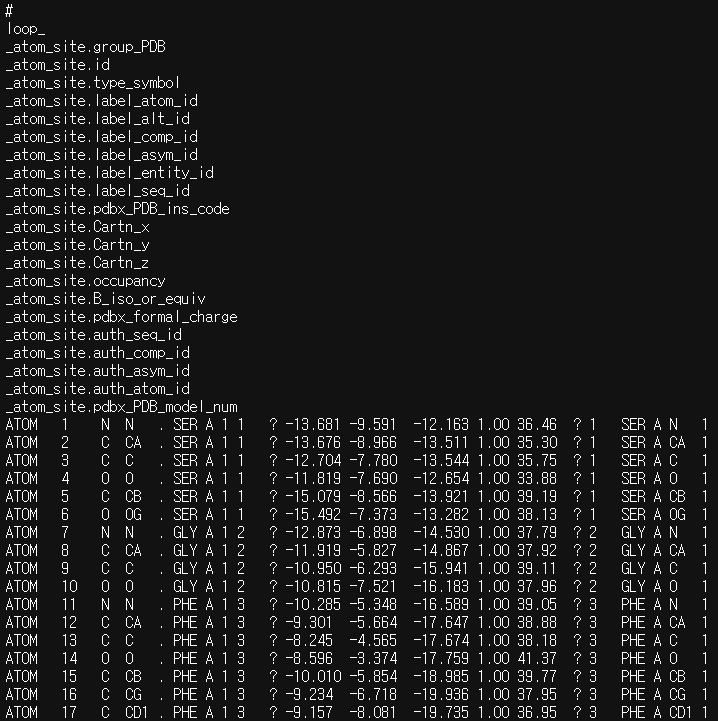 #
loop_
_atom_site.group_PDB
_atom_site.id
_atom_site.type_symbol
_atom_site.label_atom_id
_atom_site.label_alt_id
_atom_site.label_comp_id
_atom_site.label_asym_id
_atom_site.label_entity_id
_atom_site.label_seq_id
_atom_site.pdbx_PDB_ins_code
_atom_site.Cartn_x
_atom_site.Cartn_y
_atom_site.Cartn_z
_atom_site.occupancy
_atom_site.B_iso_or_equiv
_atom_site.pdbx_formal_charge
_atom_site.auth_seq_id
_atom_site.auth_comp_id
_atom_site.auth_asym_id
_atom_site.auth_atom_id
_atom_site.pdbx_PDB_model_num
ATOM 1 N N . SER A 1 1 ? -13.681 -9.591 -12.163 1.00 36.46 ? 1 SER A N 1
ATOM 2 C CA . SER A 1 1 ? -13.676 -8.966 -13.511 1.00 35.30 ? 1 SER A CA 1
ATOM 3 C C . SER A 1 1 ? -12.704 -7.780 -13.544 1.00 35.75 ? 1 SER A C 1
ATOM 4 O O . SER A 1 1 ? -11.819 -7.690 -12.654 1.00 33.88 ? 1 SER A O 1
ATOM 5 C CB . SER A 1 1 ? -15.079 -8.566 -13.921 1.00 39.19 ? 1 SER A CB 1
ATOM 6 O OG . SER A 1 1 ? -15.492 -7.373 -13.282 1.00 38.13 ? 1 SER A OG 1
ATOM 7 N N . GLY A 1 2 ? -12.873 -6.898 -14.530 1.00 37.79 ? 2 GLY A N 1
ATOM 8 C CA . GLY A 1 2 ? -11.919 -5.827 -14.867 1.00 37.92 ? 2 GLY A CA 1
ATOM 9 C C . GLY A 1 2 ? -10.950 -6.293 -15.941 1.00 39.11 ? 2 GLY A C 1
ATOM 10 O O . GLY A 1 2 ? -10.815 -7.521 -16.183 1.00 37.96 ? 2 GLY A O 1
ATOM 11 N N . PHE A 1 3 ? -10.285 -5.348 -16.589 1.00 39.05 ? 3 PHE A N 1
ATOM 12 C CA . PHE A 1 3 ? -9.301 -5.664 -17.647 1.00 38.88 ? 3 PHE A CA 1
ATOM 13 C C . PHE A 1 3 ? -8.245 -4.565 -17.674 1.00 38.18 ? 3 PHE A C 1
ATOM 14 O O . PHE A 1 3 ? -8.596 -3.374 -17.759 1.00 41.37 ? 3 PHE A O 1
ATOM 15 C CB . PHE A 1 3 ? -10.010 -5.854 -18.985 1.00 39.77 ? 3 PHE A CB 1
ATOM 16 C CG . PHE A 1 3 ? -9.234 -6.718 -19.936 1.00 37.95 ? 3 PHE A CG 1
ATOM 17 C CD1 . PHE A 1 3 ? -9.157 -8.081 -19.735 1.00 36.95 ? 3 PHE A CD1 1